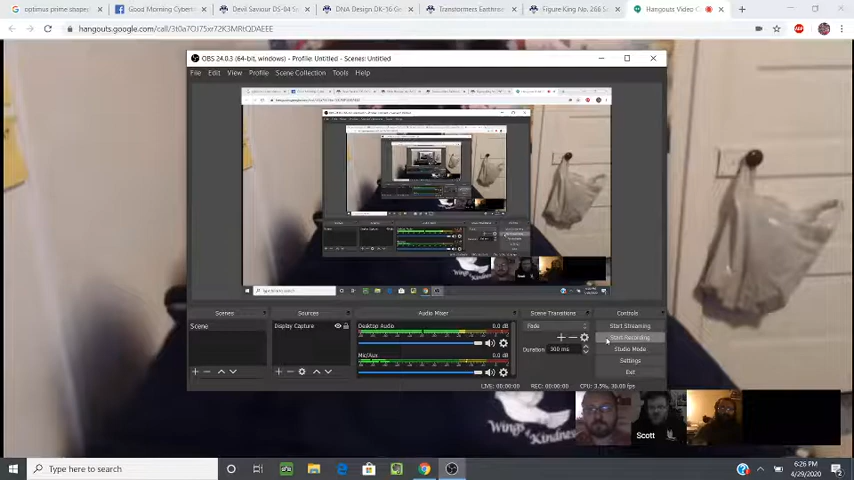 optimus prime shapes
Good Morning Cybert
Devil Saviour DS-04 Se
DNA Design DK-16 Ge
Transformers Earthris
Figure King No. 266 S
Hangouts Video C
hangouts.google.com/call/
OBS 24.0.3 (64-bit, windows) - Profile: Untitled - Scenes: Untitled
File Edit View Profile Scene Collection Tools Help
Scenes
Sources
Audio Mixer
Scene Transitions
Controls
Scene
Display Capture
Desktop Audio
0.0 dB
Fade
Start Streaming
Start Recording
Duration 300 ms
Studio Mode
Mic/Aux
0.0 dB
Settings
Exit
LIVE: 00:00:00 REC: 00:00:00 CPU: 3.5%, 30.00 fps
Wings of Kindness
Scott
Type here to search
6:26 PM
4/29/2020